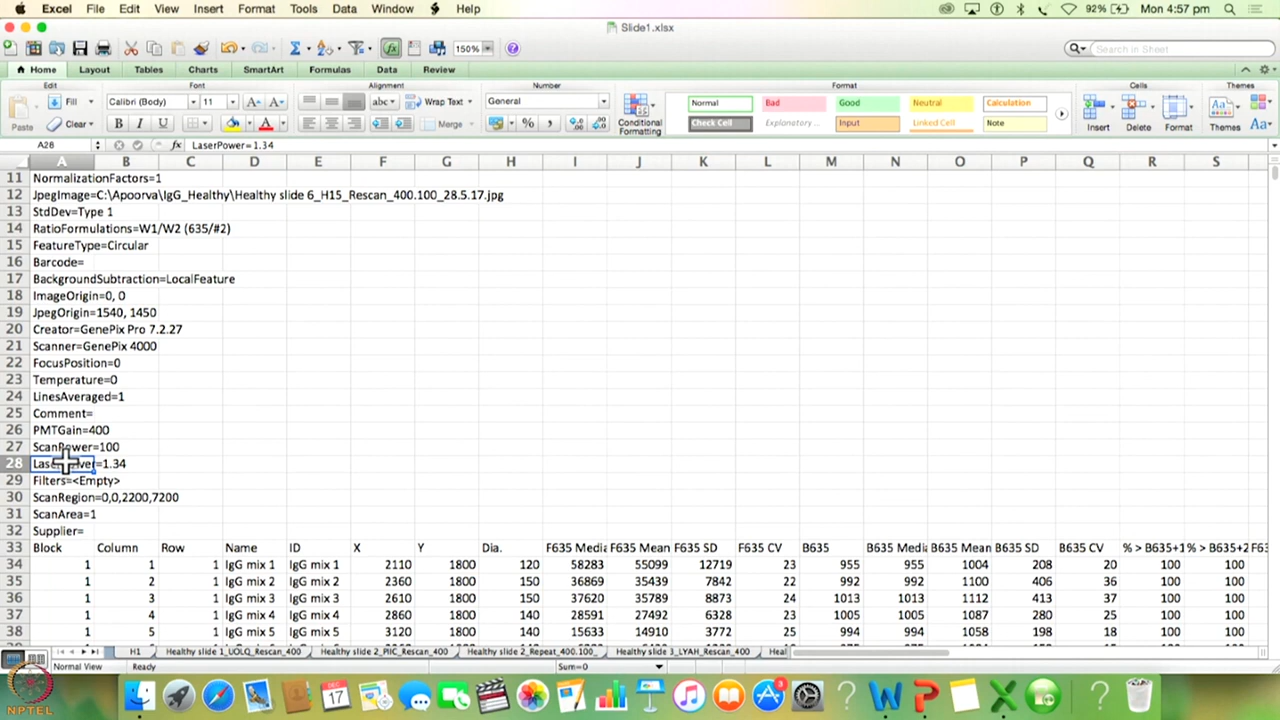 Excel File Edit View Insert Format Tools Data Window Help 92% Mon 4:57 pm
Slide1.xlsx
150% Search in Sheet
Home Layout Tables Charts SmartArt Formulas Data Review
Edit Font Alignment Number Format Cells Themes
Fill Calibri (Body) 11 abc Wrap Text General Normal Bad Good Neutral Calculation
Paste Clear B I U A Merge % Conditional Formatting Check Cell Explanatory... Input Linked Cell Note Insert Delete Format Themes Aa
A28 fx LaserPower=1.34
A B C D E F G H I J K L M N O P Q R S
11 NormalizationFactors=1
12 JpegImage=C:\Apoorva\IgG_Healthy\Healthy slide 6_H15_Rescan_400.100_28.5.17.jpg
13 StdDev=Type 1
14 RatioFormulations=W1/W2 (635/#2)
15 FeatureType=Circular
16 Barcode=
17 BackgroundSubtraction=LocalFeature
18 ImageOrigin=0, 0
19 JpegOrigin=1540, 1450
20 Creator=GenePix Pro 7.2.27
21 Scanner=GenePix 4000
22 FocusPosition=0
23 Temperature=0
24 LinesAveraged=1
25 Comment=
26 PMTGain=400
27 ScanPower=100
28 LaserPower=1.34
29 Filters=<Empty>
30 ScanRegion=0,0,2200,7200
31 ScanArea=1
32 Supplier=
33 Block Column Row Name ID X Y Dia. F635 Media F635 Mean F635 SD F635 CV B635 B635 Media B635 Mean B635 SD B635 CV % > B635+1 % > B635+2 F63
34 1 1 1 IgG mix 1 IgG mix 1 2110 1800 120 58283 55099 12719 23 955 955 1004 208 20 100 100
35 1 2 1 IgG mix 2 IgG mix 2 2360 1800 150 36869 35439 7842 22 992 992 1100 406 36 100 100
36 1 3 1 IgG mix 3 IgG mix 3 2610 1800 150 37620 35789 8873 24 1013 1013 1112 413 37 100 100
37 1 4 1 IgG mix 4 IgG mix 4 2860 1800 140 28591 27492 6328 23 1005 1005 1087 280 25 100 100
38 1 5 1 IgG mix 5 IgG mix 5 3120 1800 140 15633 14910 3772 25 994 994 1058 198 18 100 100
H1 Healthy slide 1_LOLQ_Rescan_400 Healthy slide 2_PIIC_Rescan_400 Healthy slide 2_Repeat_400.100_ Healthy slide 3_LYAH_Rescan_400 Heal
Normal View Ready Sum=0
DEC 17 3
NPTEL